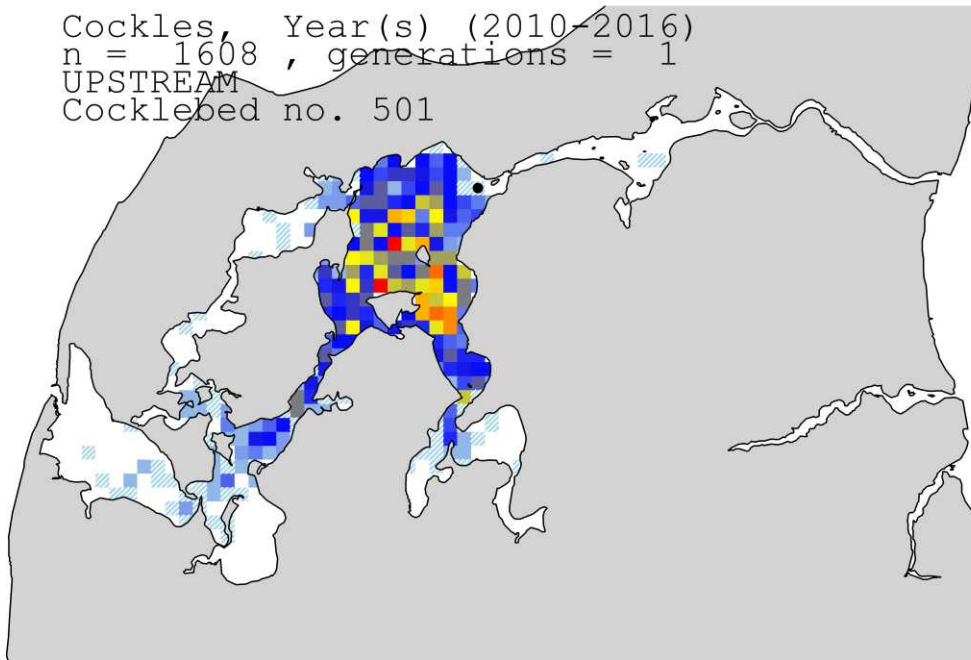 Cockles, Year(s) (2010-2016)
n = 1608 , generations = 1
UPSTREAM
Cocklebed no. 501